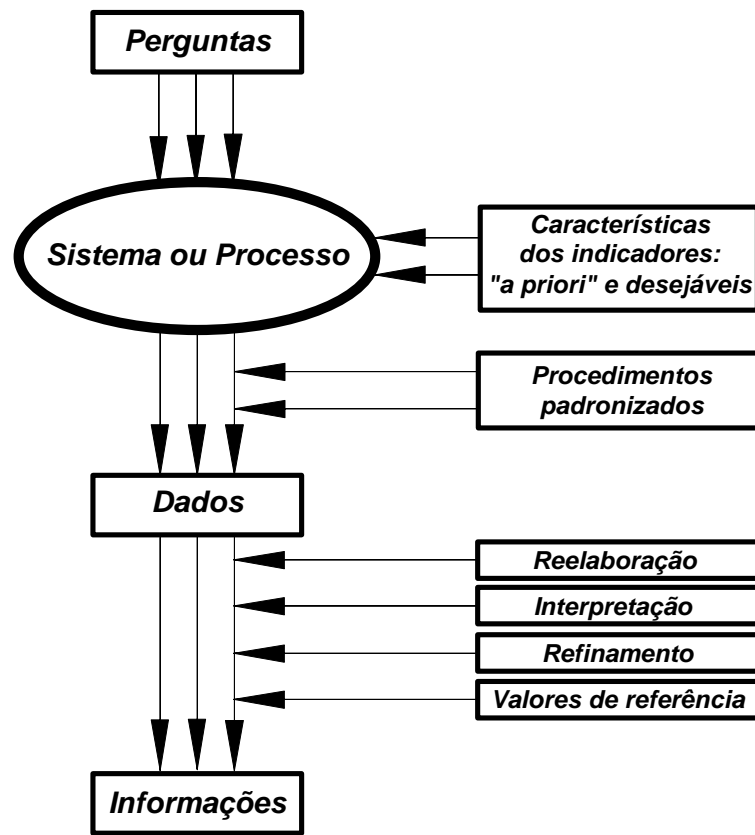 Perguntas
Sistema ou Processo
Características
dos indicadores:
"a priori" e desejáveis
Procedimentos
padronizados
Dados
Reelaboração
Interpretação
Refinamento
Valores de referência
Informações